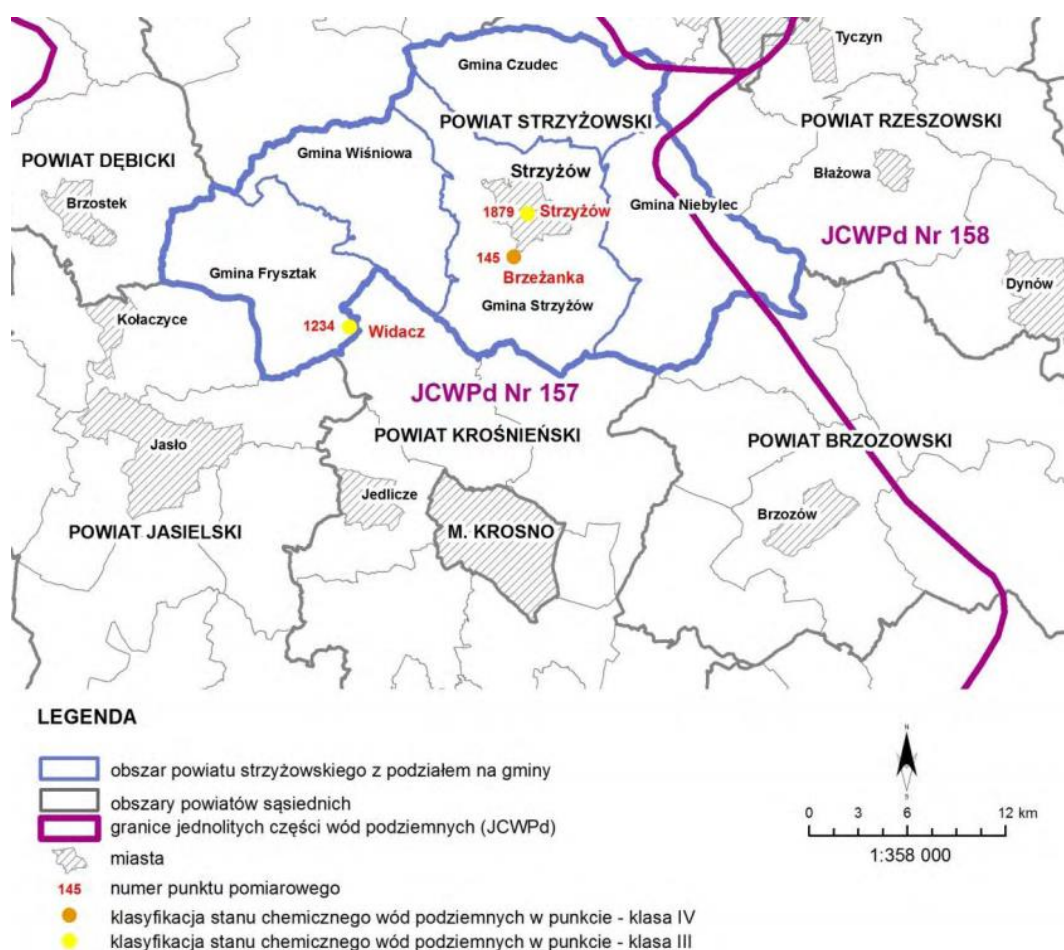 Tyczyn
Gmina Czudec
POWIAT STRZYŻOWSKI
POWIAT RZESZOWSKI
POWIAT DĘBICKI
Gmina Wiśniowa
Strzyżów
Błażowa
Brzostek
1879 Strzyżów
Gmina Niebylec
JCWPd Nr 158
145
Brzeżanka
Gmina Frysztak
Dynów
Gmina Strzyżów
Kołaczyce
1234 Widacz
JCWPd Nr 157
POWIAT KROŚNIEŃSKI
POWIAT BRZOZOWSKI
Jasło
Jedlicze
Brzozów
POWIAT JASIELSKI
M. KROSNO
LEGENDA
obszar powiatu strzyżowskiego z podziałem na gminy
obszary powiatów sąsiednich
granice jednolitych części wód podziemnych (JCWPd)
miasta
145 numer punktu pomiarowego
klasyfikacja stanu chemicznego wód podziemnych w punkcie - klasa IV
klasyfikacja stanu chemicznego wód podziemnych w punkcie - klasa III
N
S
0 3 6 12 km
1:358 000